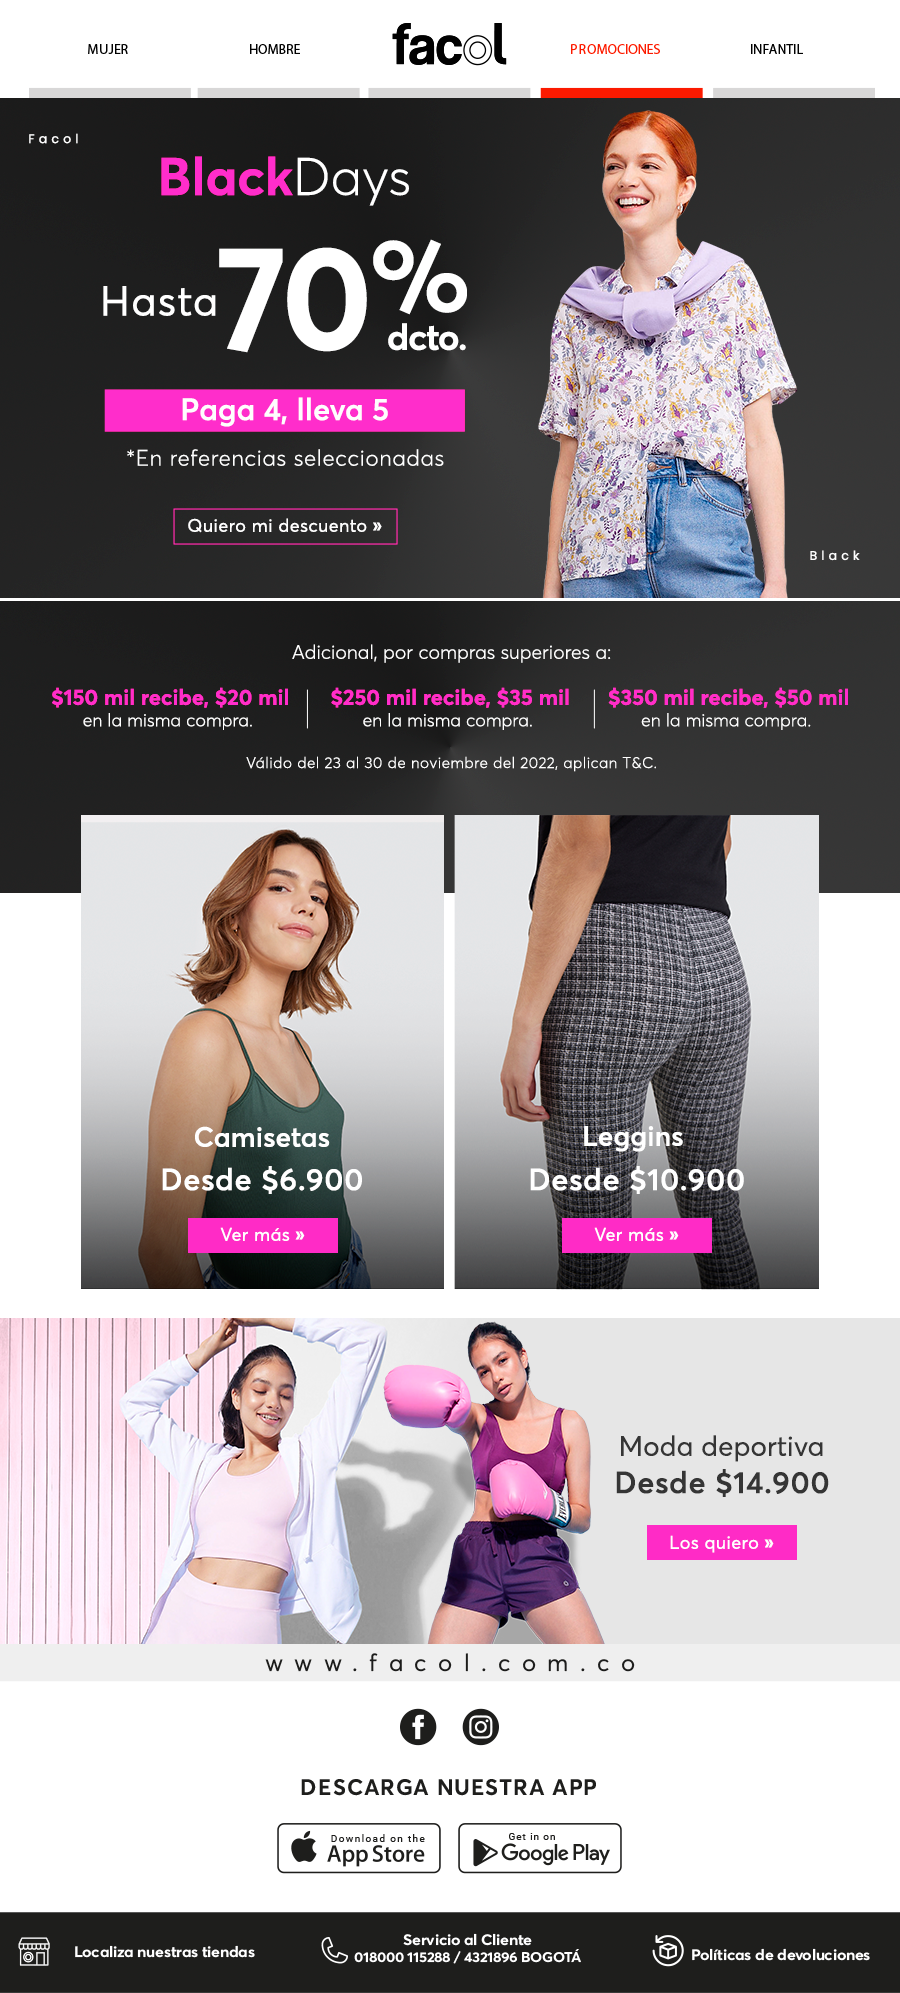 MUJER
HOMBRE
facol
PROMOCIONES
INFANTIL
Facol
BlackDays
Hasta 70% dcto.
Paga 4, lleva 5
*En referencias seleccionadas
Quiero mi descuento »
Black
Adicional, por compras superiores a:
$150 mil recibe, $20 mil
en la misma compra.
$250 mil recibe, $35 mil
en la misma compra.
$350 mil recibe, $50 mil
en la misma compra.
Válido del 23 al 30 de noviembre del 2022, aplican T&C.
Camisetas
Desde $6.900
Ver más »
Leggins
Desde $10.900
Ver más »
Moda deportiva
Desde $14.900
Los quiero »
www.facol.com.co
DESCARGA NUESTRA APP
Download on the
App Store
Get in on
Google Play
Localiza nuestras tiendas
Servicio al Cliente
018000 115288 / 4321896 BOGOTÁ
Políticas de devoluciones